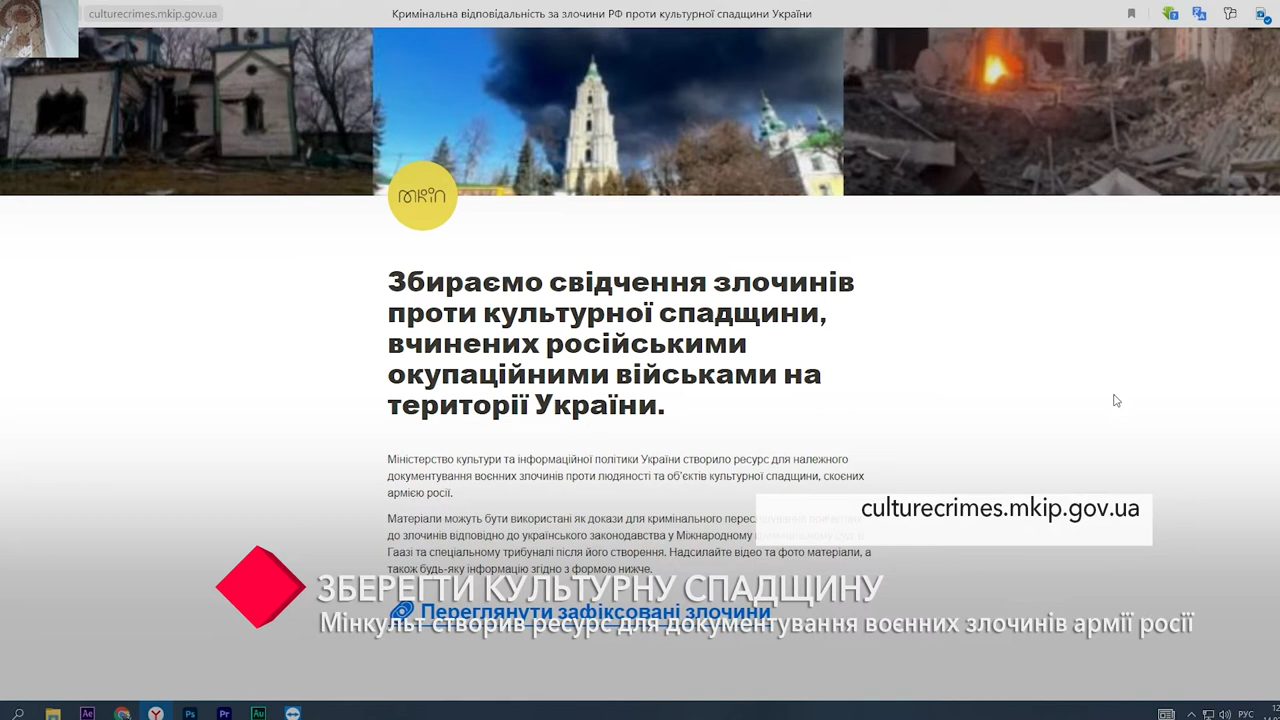 culturecrimes.mkip.gov.ua
Кримінальна відповідальність за злочини РФ проти культурної спадщини України
мкіп
Збираємо свідчення злочинів
проти культурної спадщини,
вчинених російськими
окупаційними військами на
території України.
Міністерство культури та інформаційної політики України створило ресурс для належного
документування воєнних злочинів проти людяності та об'єктів культурної спадщини, скоєних
армією росії.
culturecrimes.mkip.gov.ua
Матеріали можуть бути використані як докази для кримінального
до злочинів відповідно до українського законодавства у Міжнародному
Гаазі та спеціальному трибуналі після його створення. Надсилайте відео та фото матеріали, а
також будь-яку інформацію згідно з формою нижче.
ЗБЕРЕГТИ КУЛЬТУРНУ СПАДЩИНУ
Переглянути зафіксовані злочини
Мінкульт створив ресурс для документування воєнних злочинів армії росії
Ae
Ps
Pr
Au
РУС